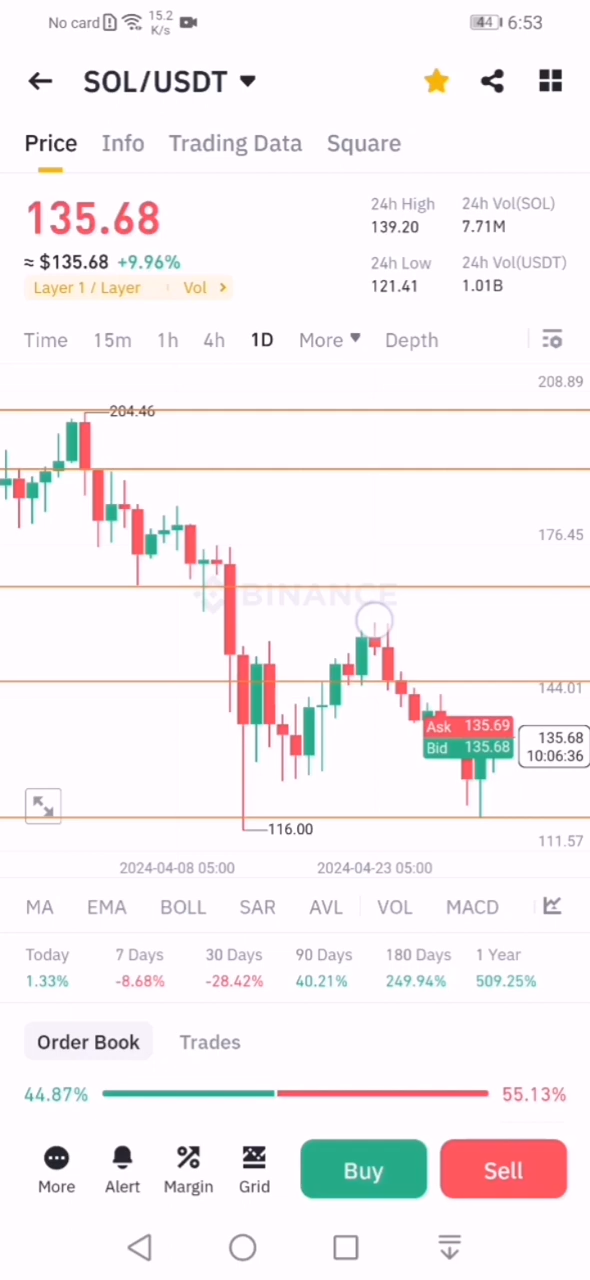 No card 15.2 K/s 44 6:53
SOL/USDT
Price Info Trading Data Square
135.68
24h High 24h Vol(SOL)
139.20 7.71M
≈ $135.68 +9.96%
24h Low 24h Vol(USDT)
121.41 1.01B
Layer 1 / Layer Vol
Time 15m 1h 4h 1D More Depth
208.89
204.46
176.45
BINANCE
144.01
Ask 135.69
Bid 135.68
135.68
10:06:36
116.00
111.57
2024-04-08 05:00 2024-04-23 05:00
MA EMA BOLL SAR AVL VOL MACD
Today 7 Days 30 Days 90 Days 180 Days 1 Year
1.33% -8.68% -28.42% 40.21% 249.94% 509.25%
Order Book Trades
44.87% 55.13%
More Alert Margin Grid Buy Sell